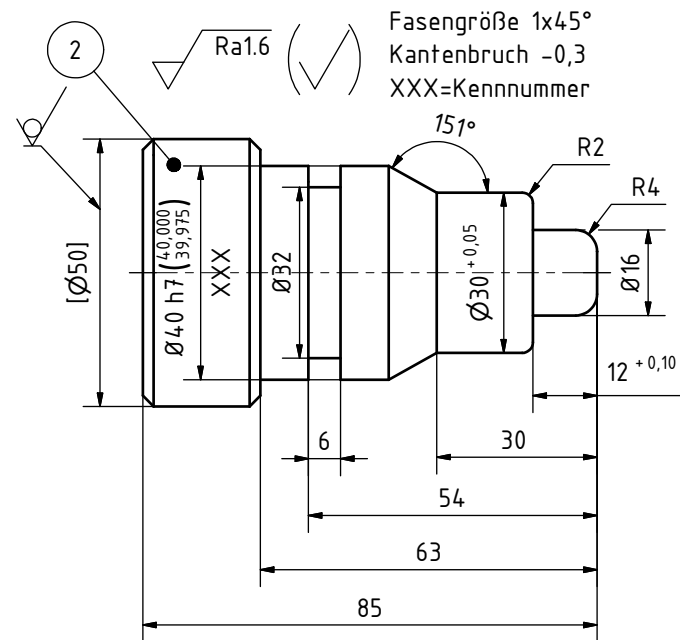 Fasengröße 1x45°
Kantenbruch -0,3
XXX=Kennnummer
2
Ra1.6
151°
R2
R4
[Ø50]
Ø40 h7 (40,000 39,975)
XXX
Ø32
Ø30 +0,05
Ø16
12 +0,10
6
30
54
63
85